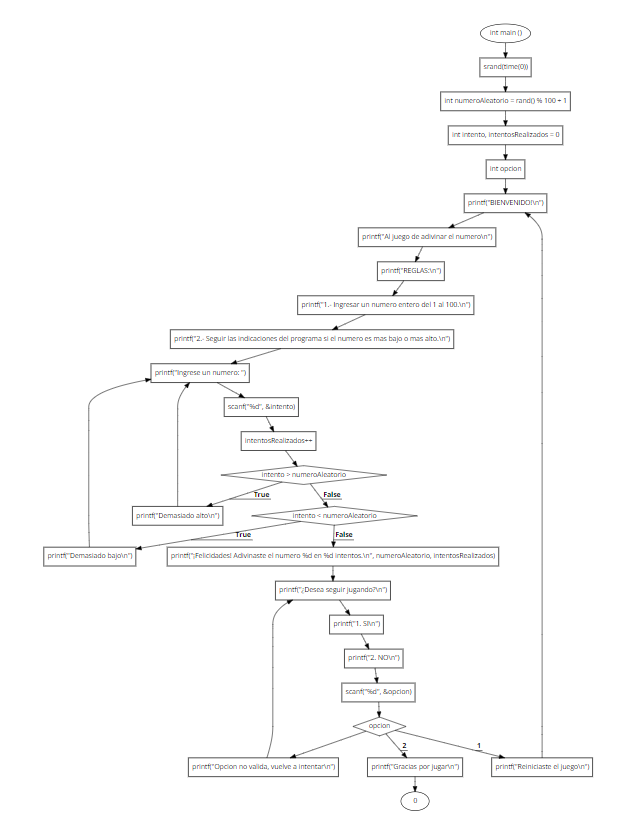 int main ()
srand(time(0))
int numeroAleatorio = rand() % 100 + 1
int intento, intentosRealizados = 0
int opcion
printf("BIENVENIDO!\n")
printf("Al juego de adivinar el numero\n")
printf("REGLAS:\n")
printf("1.- Ingresar un numero entero del 1 al 100.\n")
printf("2.- Seguir las indicaciones del programa si el numero es mas bajo o mas alto.\n")
printf("Ingrese un numero: ")
scanf("%d", &intento)
intentosRealizados++
intento > numeroAleatorio
True
False
printf("Demasiado alto\n")
intento < numeroAleatorio
True
False
printf("Demasiado bajo\n")
printf("¡Felicidades! Adivinaste el numero %d en %d intentos.\n", numeroAleatorio, intentosRealizados)
printf("¿Desea seguir jugando?\n")
printf("1. SI\n")
printf("2. NO\n")
scanf("%d", &opcion)
opcion
2
1
printf("Opcion no valida, vuelve a intentar\n")
printf("Gracias por jugar\n")
printf("Reiniciaste el juego\n")
0